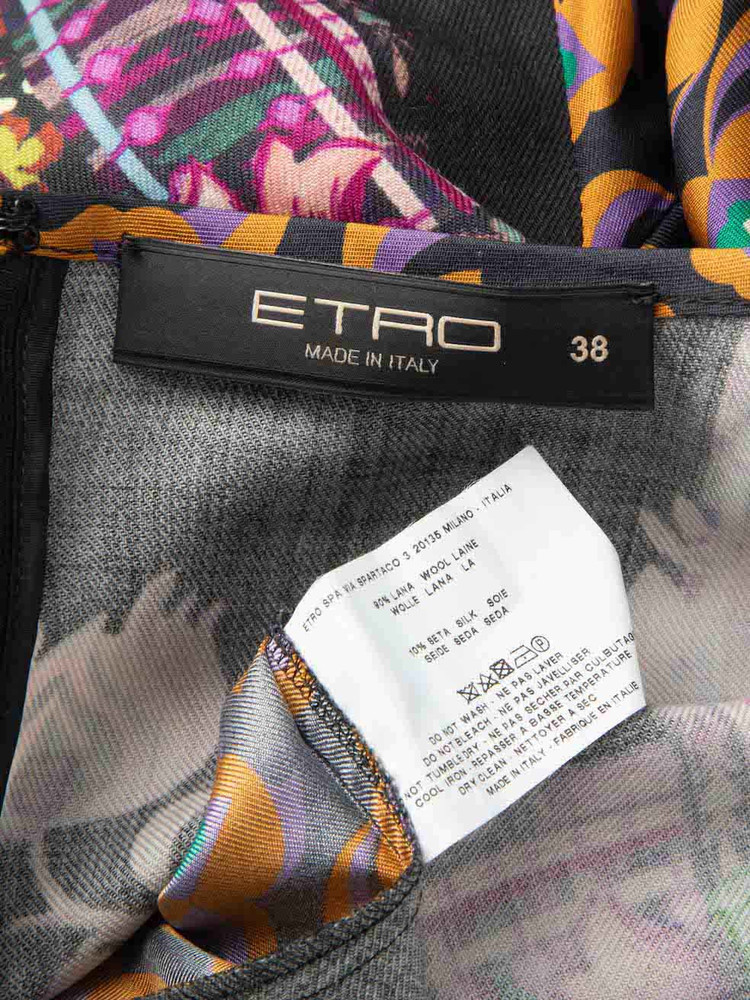 ETRO
MADE IN ITALY
38
ETRO SPA. VIA SPARTACO 3 20135 MILANO - ITALIA
90% LANA WOOL LAINE
WOLLE LANA LA
10% SETA SILK SOIE
SEIDE SEDA SEDA
DO NOT WASH - NE PAS LAVER
DO NOT BLEACH - NE PAS JAVELLISER
NOT TUMBLE DRY - NE PAS SECHER PAR CULBUTAG
COOL IRON - REPASSER A BASSE TEMPERATURE
DRY CLEAN - NETTOYER A SEC
MADE IN ITALY - FABRIQUE EN ITALIE